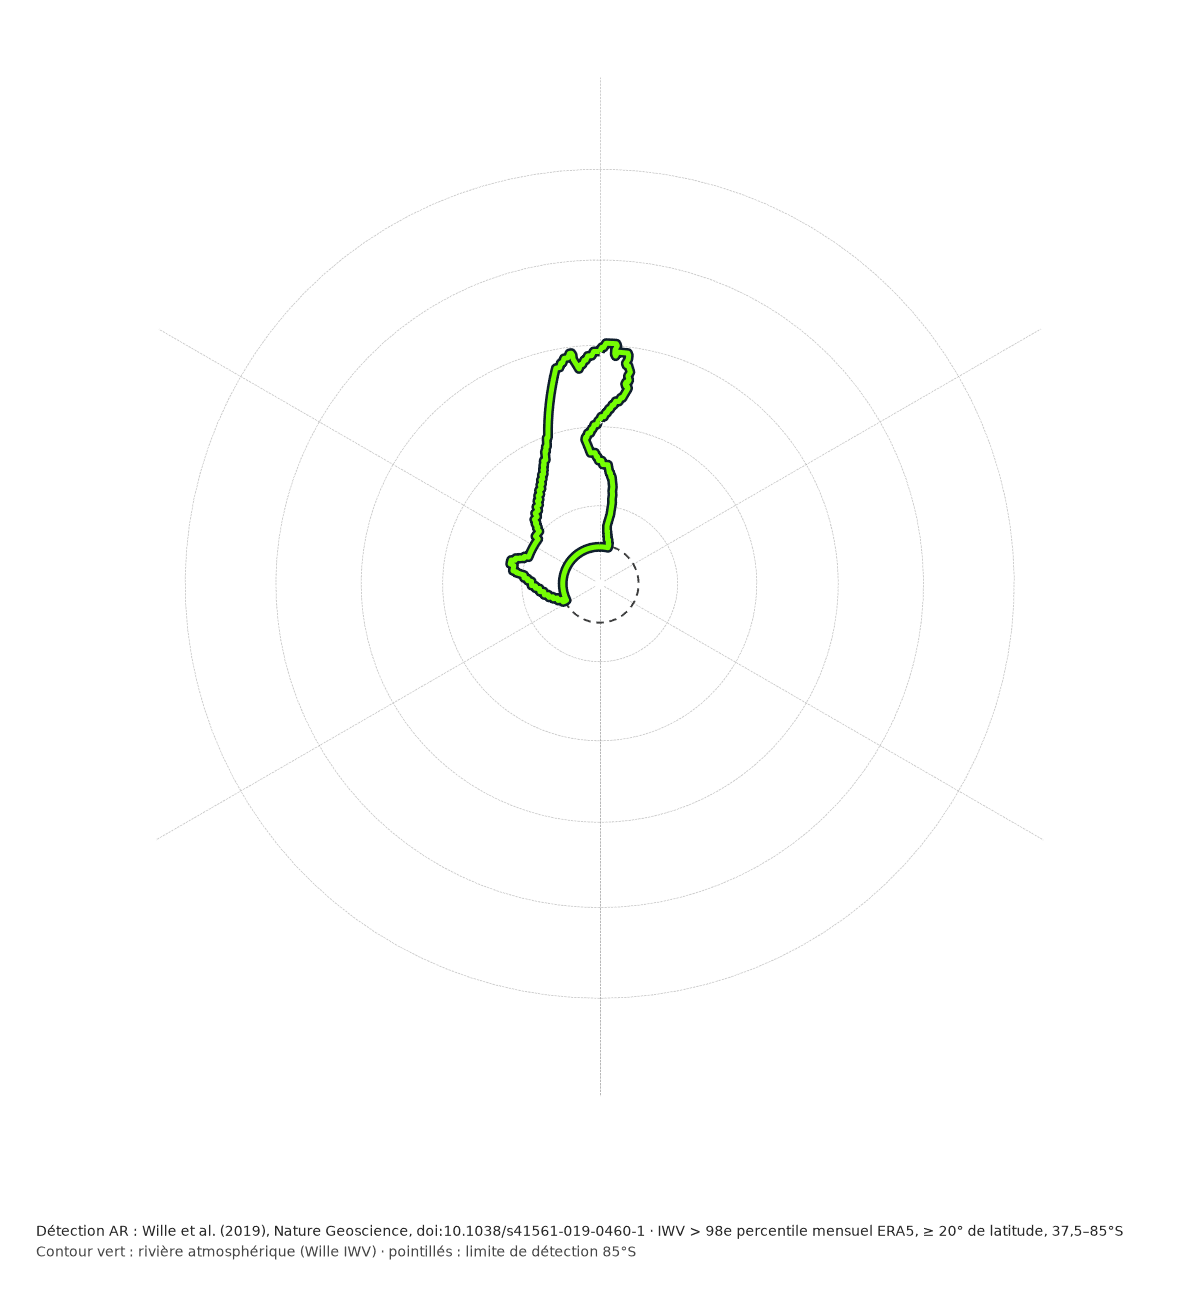 Détection AR : Wille et al. (2019), Nature Geoscience, doi:10.1038/s41561-019-0460-1 · IWV > 98e percentile mensuel ERA5, ≥ 20° de latitude, 37,5–85°S
Contour vert : rivière atmosphérique (Wille IWV) · pointillés : limite de détection 85°S